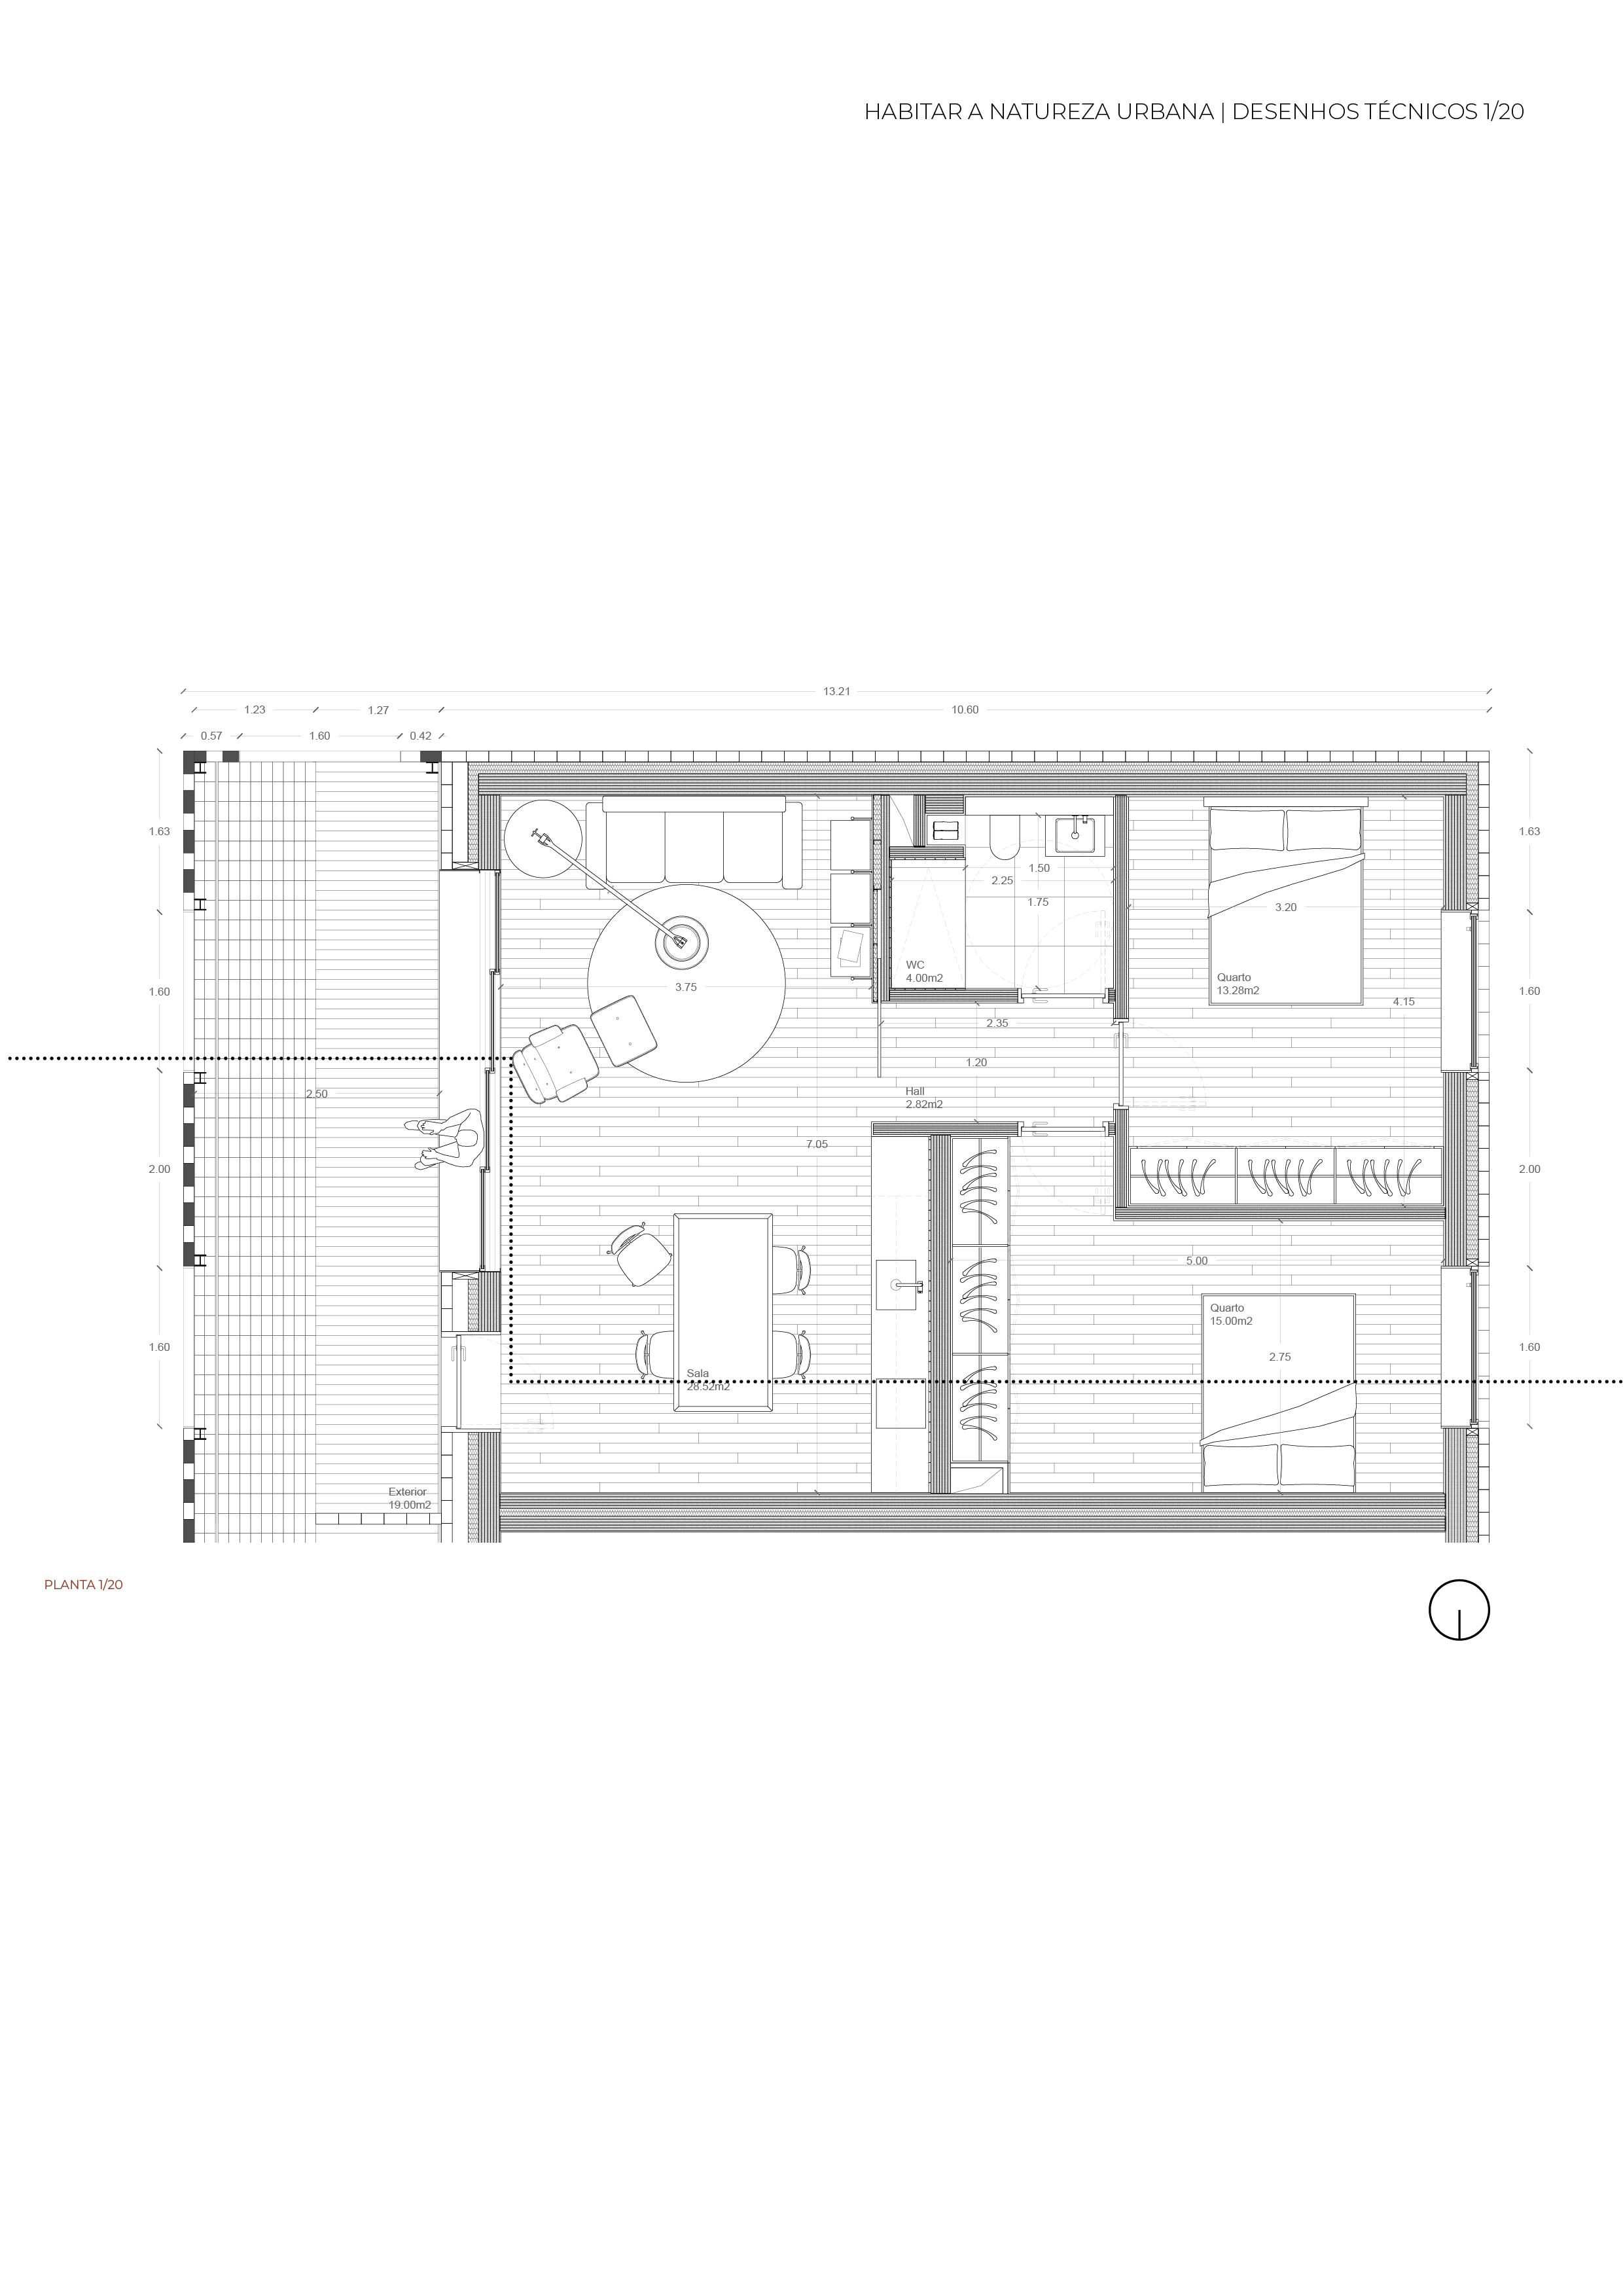 HABITAR A NATUREZA URBANA | DESENHOS TÉCNICOS 1/20
13.21
1.23 1.27 10.60
0.57 1.60 0.42
1.63 1.63
1.50
2.25
1.75
3.20
WC
4.00m2
Quarto
13.28m2
3.75
1.60 1.60
4.15
2.35
1.20
2.50
Hall
2.82m2
7.05
2.00 2.00
5.00
Quarto
15.00m2
1.60 1.60
2.75
Sala
28.52m2
Exterior
19.00m2
PLANTA 1/20